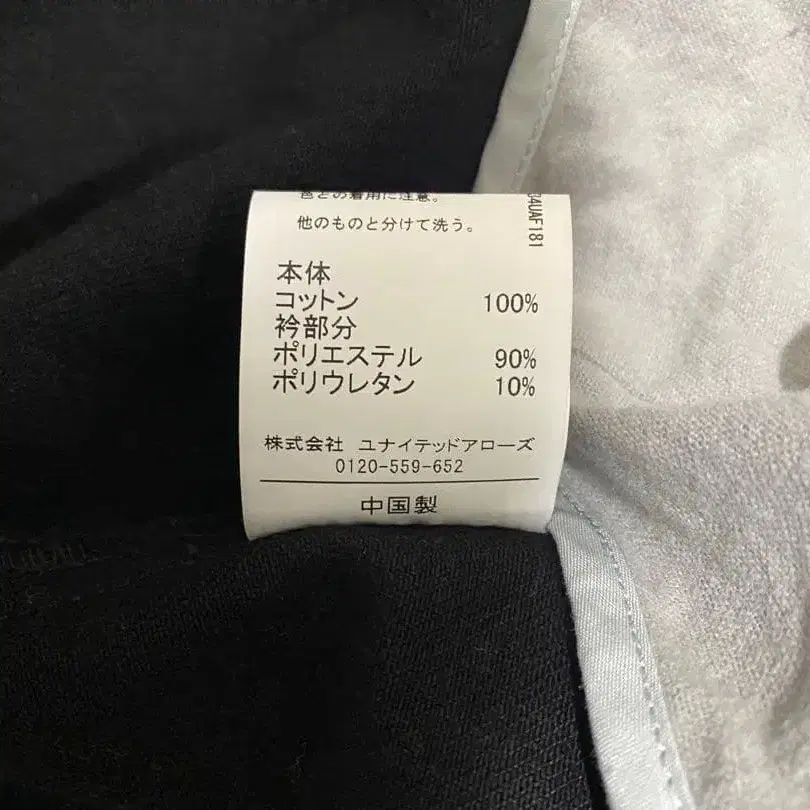 色との着用に注意。
他のものと分けて洗う。
本体
コットン 100%
衿部分
ポリエステル 90%
ポリウレタン 10%
株式会社 ユナイテッドアローズ
0120-559-652
中国製